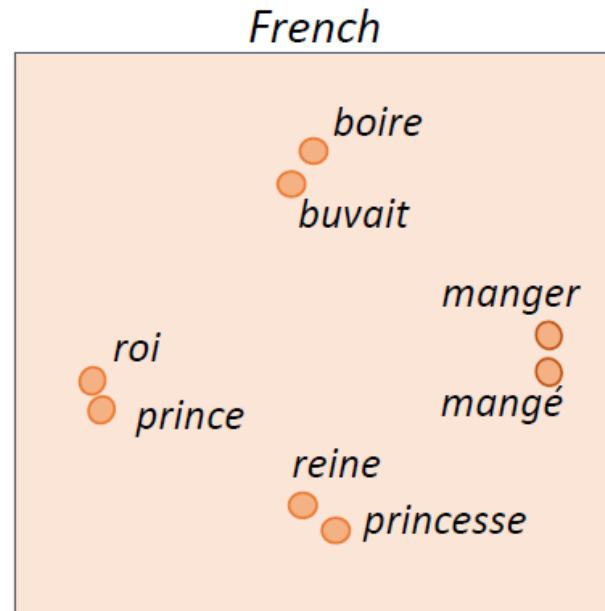 French
boire
buvait
manger
roi
mangé
prince
reine
princesse